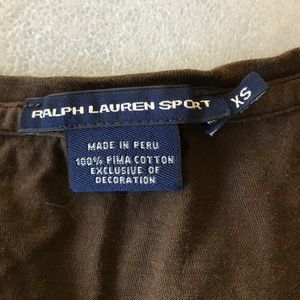 RALPH LAUREN SPORT
XS
MADE IN PERU
100% PIMA COTTON
EXCLUSIVE OF
DECORATION